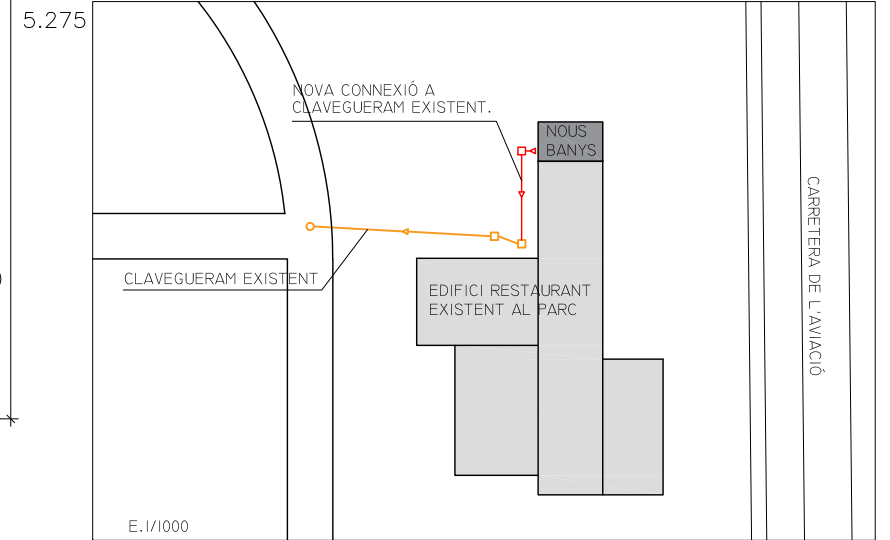 5.275
NOVA CONNEXIÓ A
CLAVEGUERAM EXISTENT.
NOUS
BANYS
CLAVEGUERAM EXISTENT
EDIFICI RESTAURANT
EXISTENT AL PARC
CARRETERA DE L'AVIACIÓ
E.1/1000